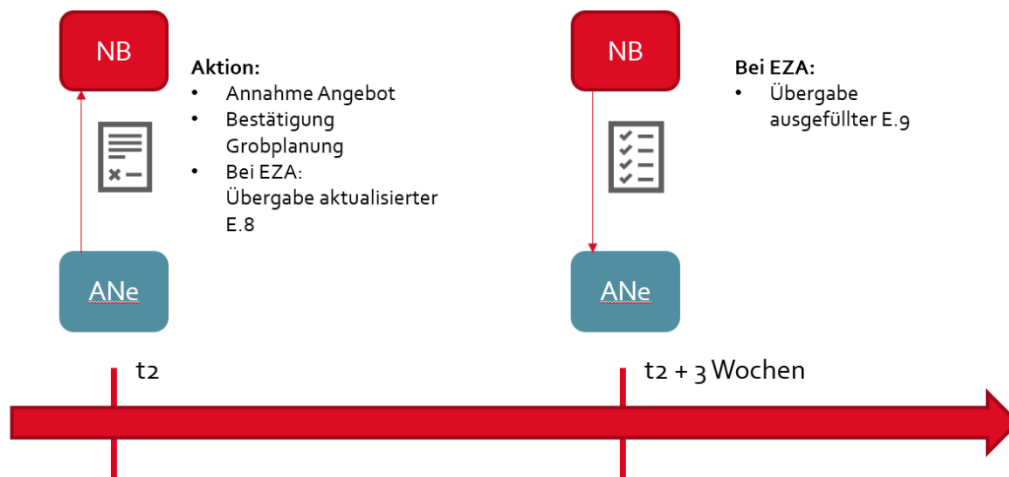 NB
Aktion:
• Annahme Angebot
• Bestätigung
Grobplanung
• Bei EZA:
Übergabe aktualisierter
E.8
ANe
t2
NB
Bei EZA:
• Übergabe
ausgefüllter E.9
ANe
t2 + 3 Wochen